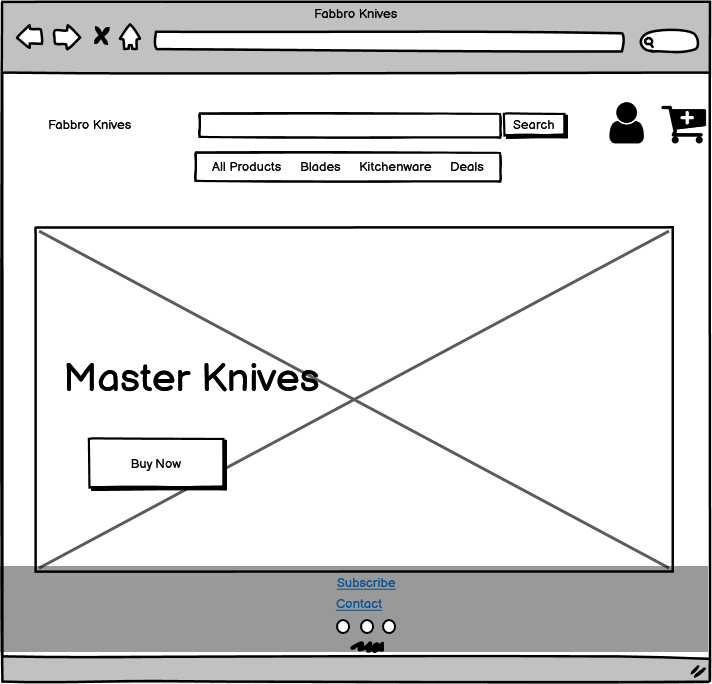 Fabbro Knives
Fabbro Knives
Search
All Products Blades Kitchenware Deals
Master Knives
Buy Now
Subscribe
Contact